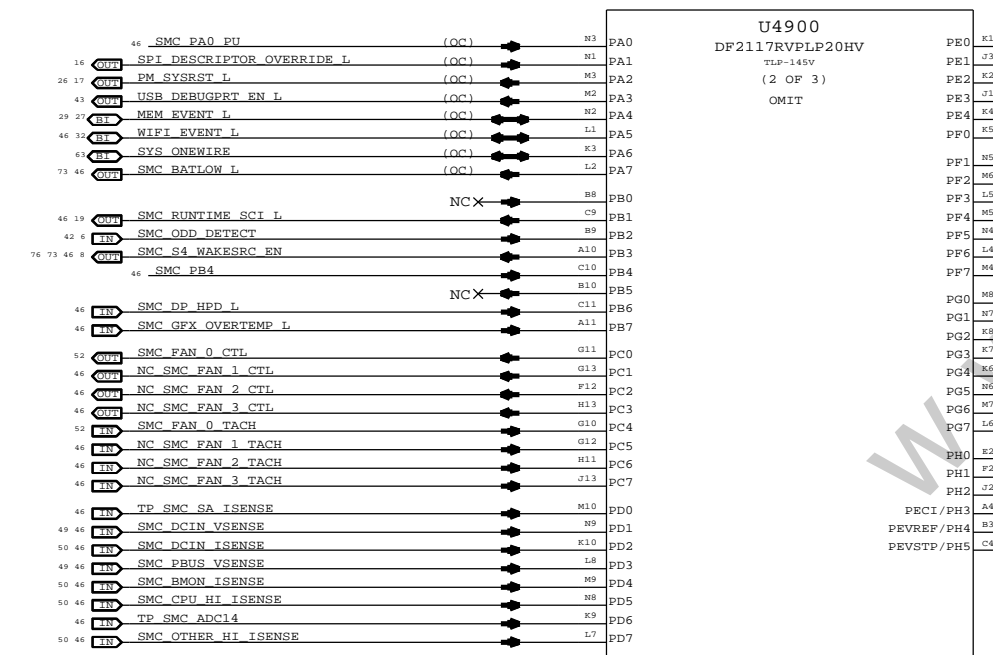 U4900
DF2117RVPLP20HV
TLP-145V
(2 OF 3)
OMIT
46 SMC_PA0_PU (OC) N3 PA0
16 OUT SPI_DESCRIPTOR_OVERRIDE_L (OC) N1 PA1
26 17 OUT PM_SYSRST_L (OC) M3 PA2
43 OUT USB_DEBUGPRT_EN_L (OC) M2 PA3
29 27 BI MEM_EVENT_L (OC) N2 PA4
46 32 BI WIFI_EVENT_L (OC) L1 PA5
63 BI SYS_ONEWIRE (OC) K3 PA6
73 46 OUT SMC_BATLOW_L (OC) L2 PA7
NC B8 PB0
46 19 OUT SMC_RUNTIME_SCI_L C9 PB1
42 6 IN SMC_ODD_DETECT B9 PB2
76 73 46 8 OUT SMC_S4_WAKESRC_EN A10 PB3
46 SMC_PB4 C10 PB4
NC B10 PB5
46 IN SMC_DP_HPD_L C11 PB6
46 IN SMC_GFX_OVERTEMP_L A11 PB7
52 OUT SMC_FAN_0_CTL G11 PC0
46 OUT NC_SMC_FAN_1_CTL G13 PC1
46 OUT NC_SMC_FAN_2_CTL F12 PC2
46 OUT NC_SMC_FAN_3_CTL H13 PC3
52 IN SMC_FAN_0_TACH G10 PC4
46 IN NC_SMC_FAN_1_TACH G12 PC5
46 IN NC_SMC_FAN_2_TACH H11 PC6
46 IN NC_SMC_FAN_3_TACH J13 PC7
46 IN TP_SMC_SA_ISENSE M10 PD0
49 46 IN SMC_DCIN_VSENSE N9 PD1
50 46 IN SMC_DCIN_ISENSE K10 PD2
49 46 IN SMC_PBUS_VSENSE L8 PD3
50 46 IN SMC_BMON_ISENSE M9 PD4
50 46 IN SMC_CPU_HI_ISENSE N8 PD5
46 IN TP_SMC_ADC14 K9 PD6
50 46 IN SMC_OTHER_HI_ISENSE L7 PD7
PE0 K1
PE1 J3
PE2 K2
PE3 J1
PE4 K4
PF0 K5
PF1 N5
PF2 M6
PF3 L5
PF4 M5
PF5 N4
PF6 L4
PF7 M4
PG0 M8
PG1 N7
PG2 K8
PG3 K7
PG4 K6
PG5 N6
PG6 M7
PG7 L6
PH0 E2
PH1 F2
PH2 J2
PECI/PH3 A4
PEVREF/PH4 B3
PEVSTP/PH5 C4
W